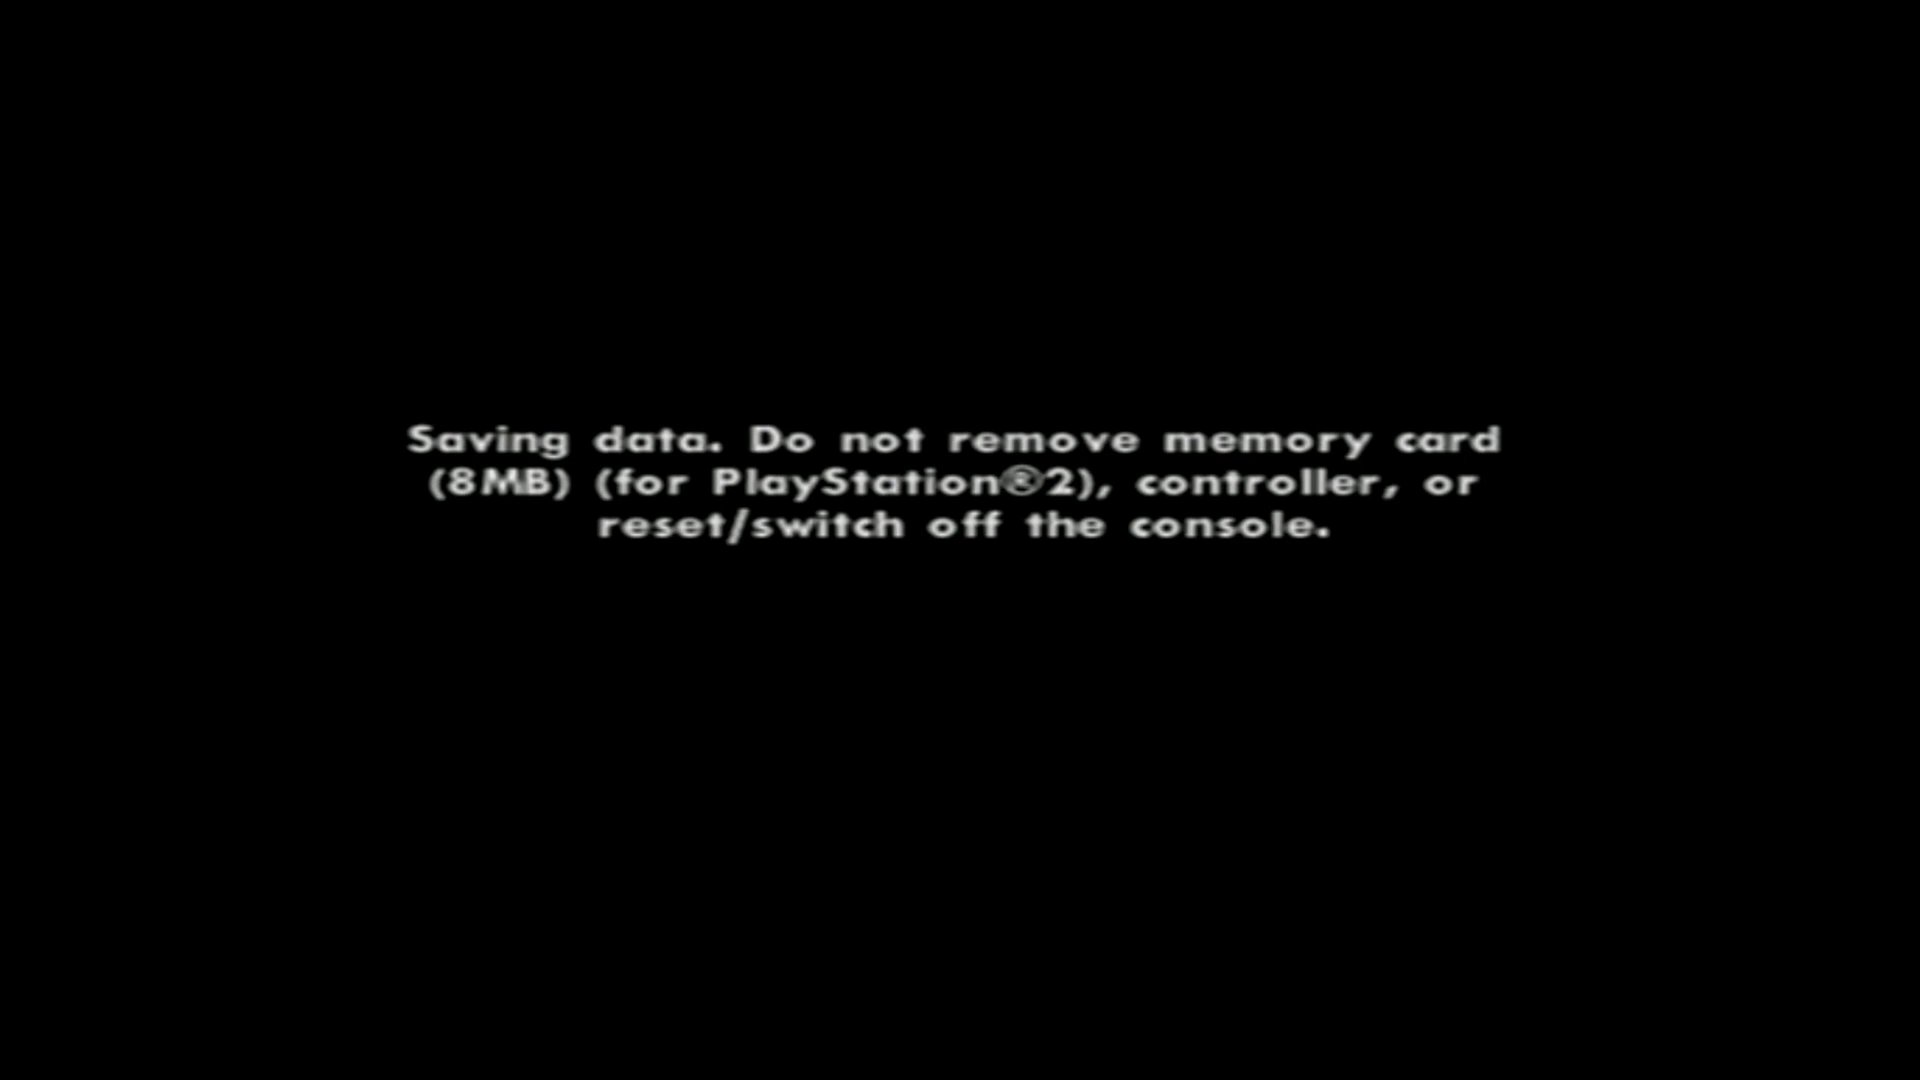 Saving data. Do not remove memory card
(8MB) (for PlayStation®2), controller, or
reset/switch off the console.